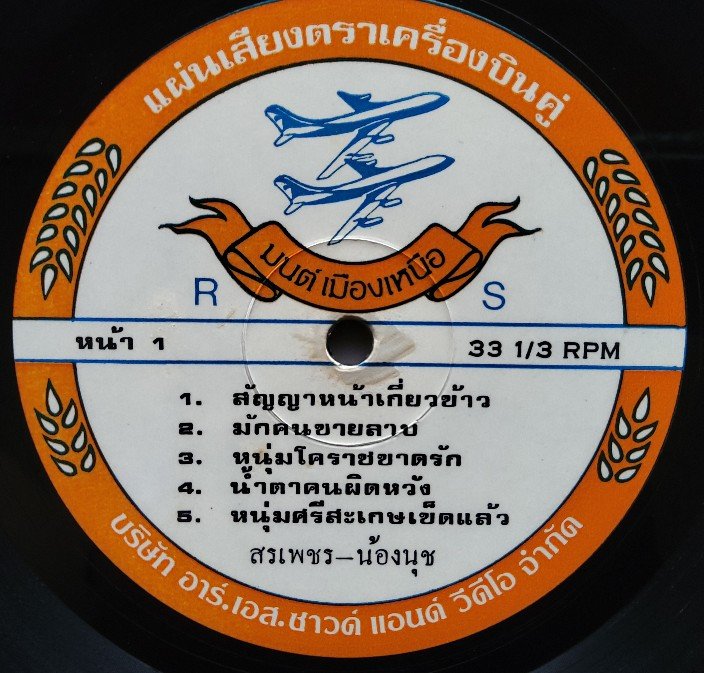 แผ่นเสียงตราเครื่องบินคู่
มนต์เมืองเหนือ
R S
หน้า 1 33 1/3 RPM
1. สัญญาหน้าเกี่ยวข้าว
2. มักคนขายลาบ
3. หนุ่มโคราชขาดรัก
4. น้ำตาคนผิดหวัง
5. หนุ่มศรีสะเกษเข็ดแล้ว
สรเพชร-น้องนุช
บริษัท อาร์.เอส.ซาวด์ แอนด์ วีดีโอ จำกัด